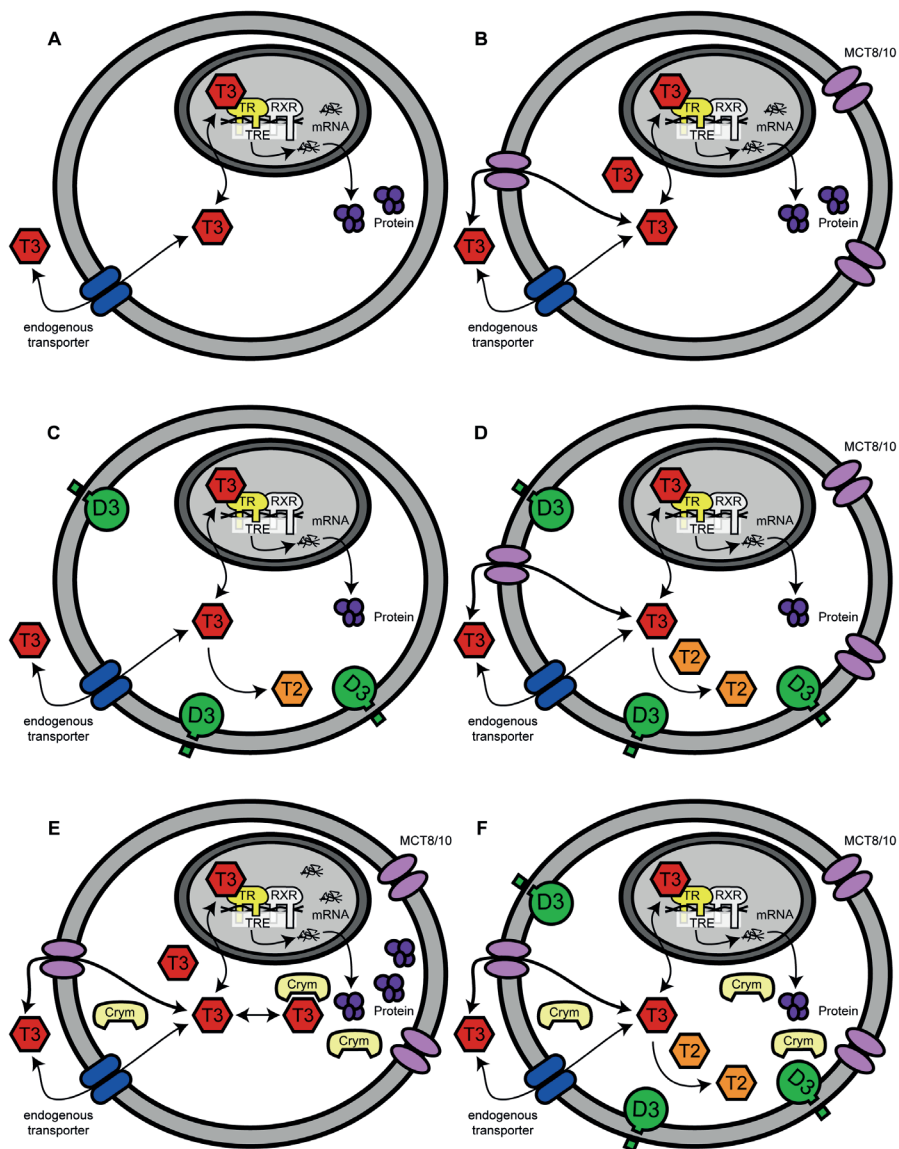 A
T3
TR
RXR
TRE
mRNA
T3
T3
Protein
endogenous
transporter
B
MCT8/10
T3
TR
RXR
TRE
mRNA
T3
T3
T3
Protein
endogenous
transporter
C
D3
T3
TR
RXR
TRE
mRNA
T3
T3
Protein
T2
D3
D3
endogenous
transporter
D
MCT8/10
D3
T3
TR
RXR
TRE
mRNA
T3
T3
Protein
T2
T2
D3
D3
endogenous
transporter
E
MCT8/10
T3
TR
RXR
TRE
mRNA
T3
Crym
Crym
T3
T3
T3
Protein
Crym
endogenous
transporter
F
MCT8/10
D3
T3
TR
RXR
TRE
mRNA
Crym
Crym
T3
T3
Protein
Crym
T2
T2
D3
D3
endogenous
transporter